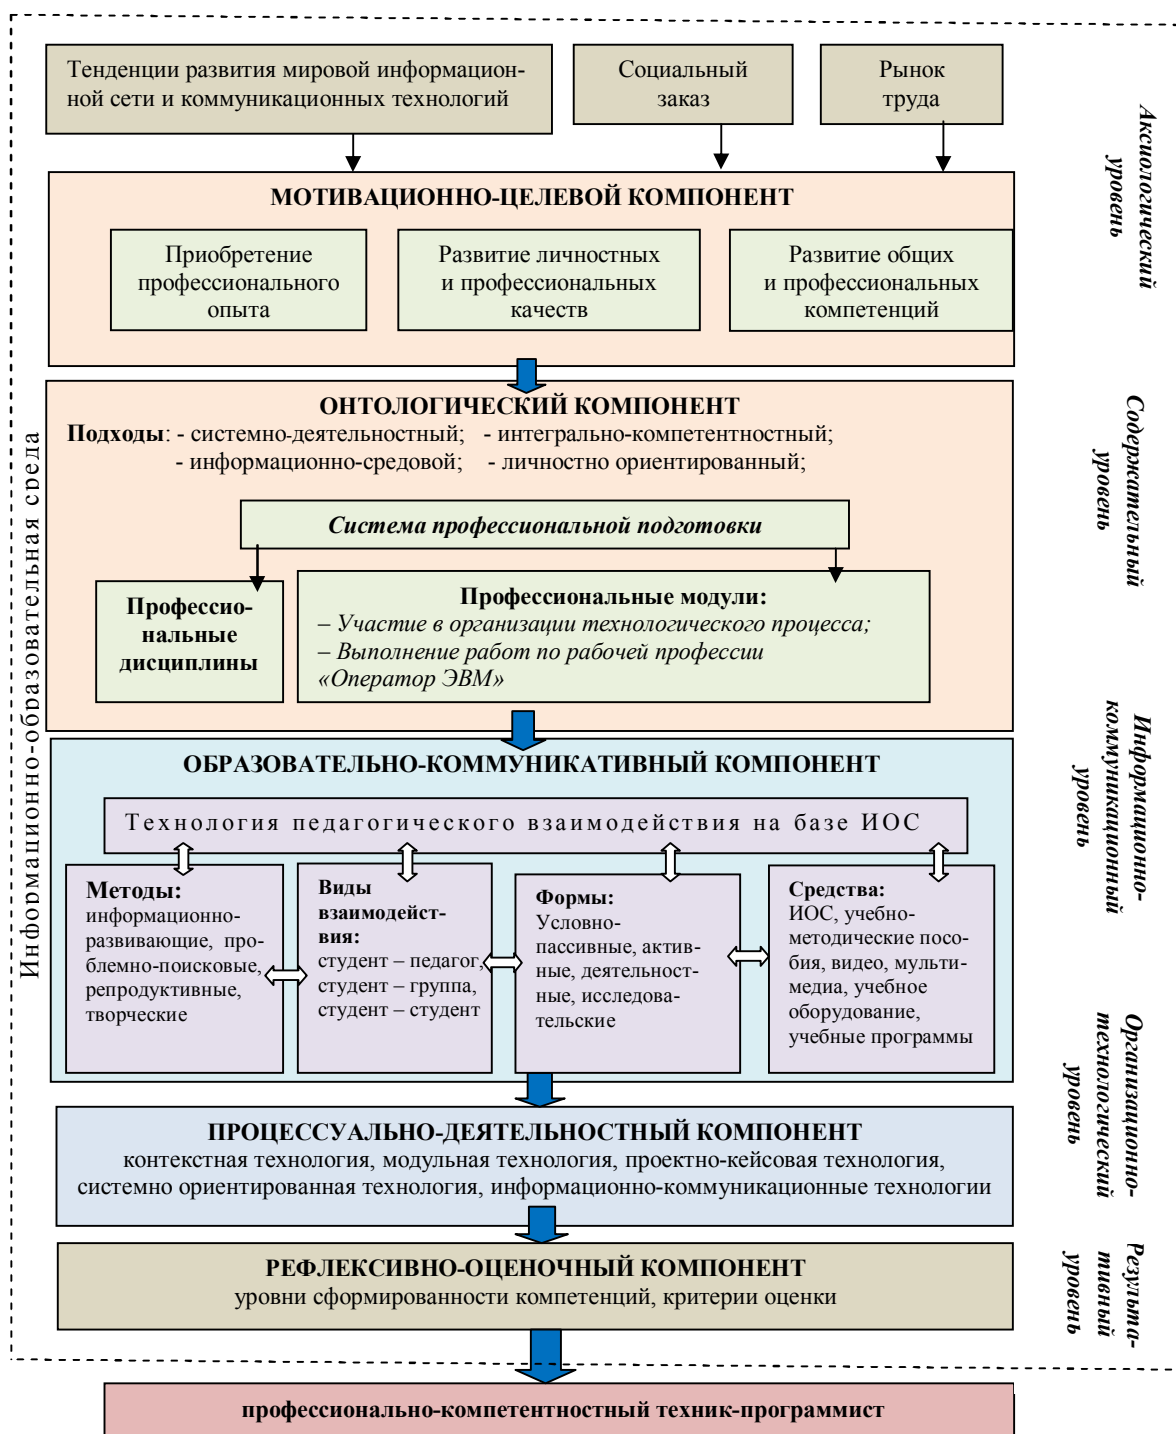 Тенденции развития мировой информацион-
ной сети и коммуникационных технологий
Социальный
заказ
Рынок
труда
Аксиологический
уровень
МОТИВАЦИОННО-ЦЕЛЕВОЙ КОМПОНЕНТ
Приобретение
профессионального
опыта
Развитие личностных
и профессиональных
качеств
Развитие общих
и профессиональных
компетенций
Информационно-образовательная среда
ОНТОЛОГИЧЕСКИЙ КОМПОНЕНТ
Подходы: - системно-деятельностный; - интегрально-компетентностный;
- информационно-средовой; - личностно ориентированный;
Содержательный
уровень
Система профессиональной подготовки
Профессио-
нальные
дисциплины
Профессиональные модули:
– Участие в организации технологического процесса;
– Выполнение работ по рабочей профессии
«Оператор ЭВМ»
Информационно-
коммуникационный
уровень
ОБРАЗОВАТЕЛЬНО-КОММУНИКАТИВНЫЙ КОМПОНЕНТ
Технология педагогического взаимодействия на базе ИОС
Методы:
информационно-
развивающие, про-
блемно-поисковые,
репродуктивные,
творческие
Виды
взаимодейст-
вия:
студент – педагог,
студент – группа,
студент – студент
Формы:
Условно-
пассивные, актив-
ные, деятельност-
ные, исследова-
тельские
Средства:
ИОС, учебно-
методические посо-
бия, видео, мульти-
медиа, учебное
оборудование,
учебные программы
Организационно-
технологический
уровень
ПРОЦЕССУАЛЬНО-ДЕЯТЕЛЬНОСТНЫЙ КОМПОНЕНТ
контекстная технология, модульная технология, проектно-кейсовая технология,
системно ориентированная технология, информационно-коммуникационные технологии
РЕФЛЕКСИВНО-ОЦЕНОЧНЫЙ КОМПОНЕНТ
уровни сформированности компетенций, критерии оценки
Результа-
тивный
уровень
профессионально-компетентностный техник-программист